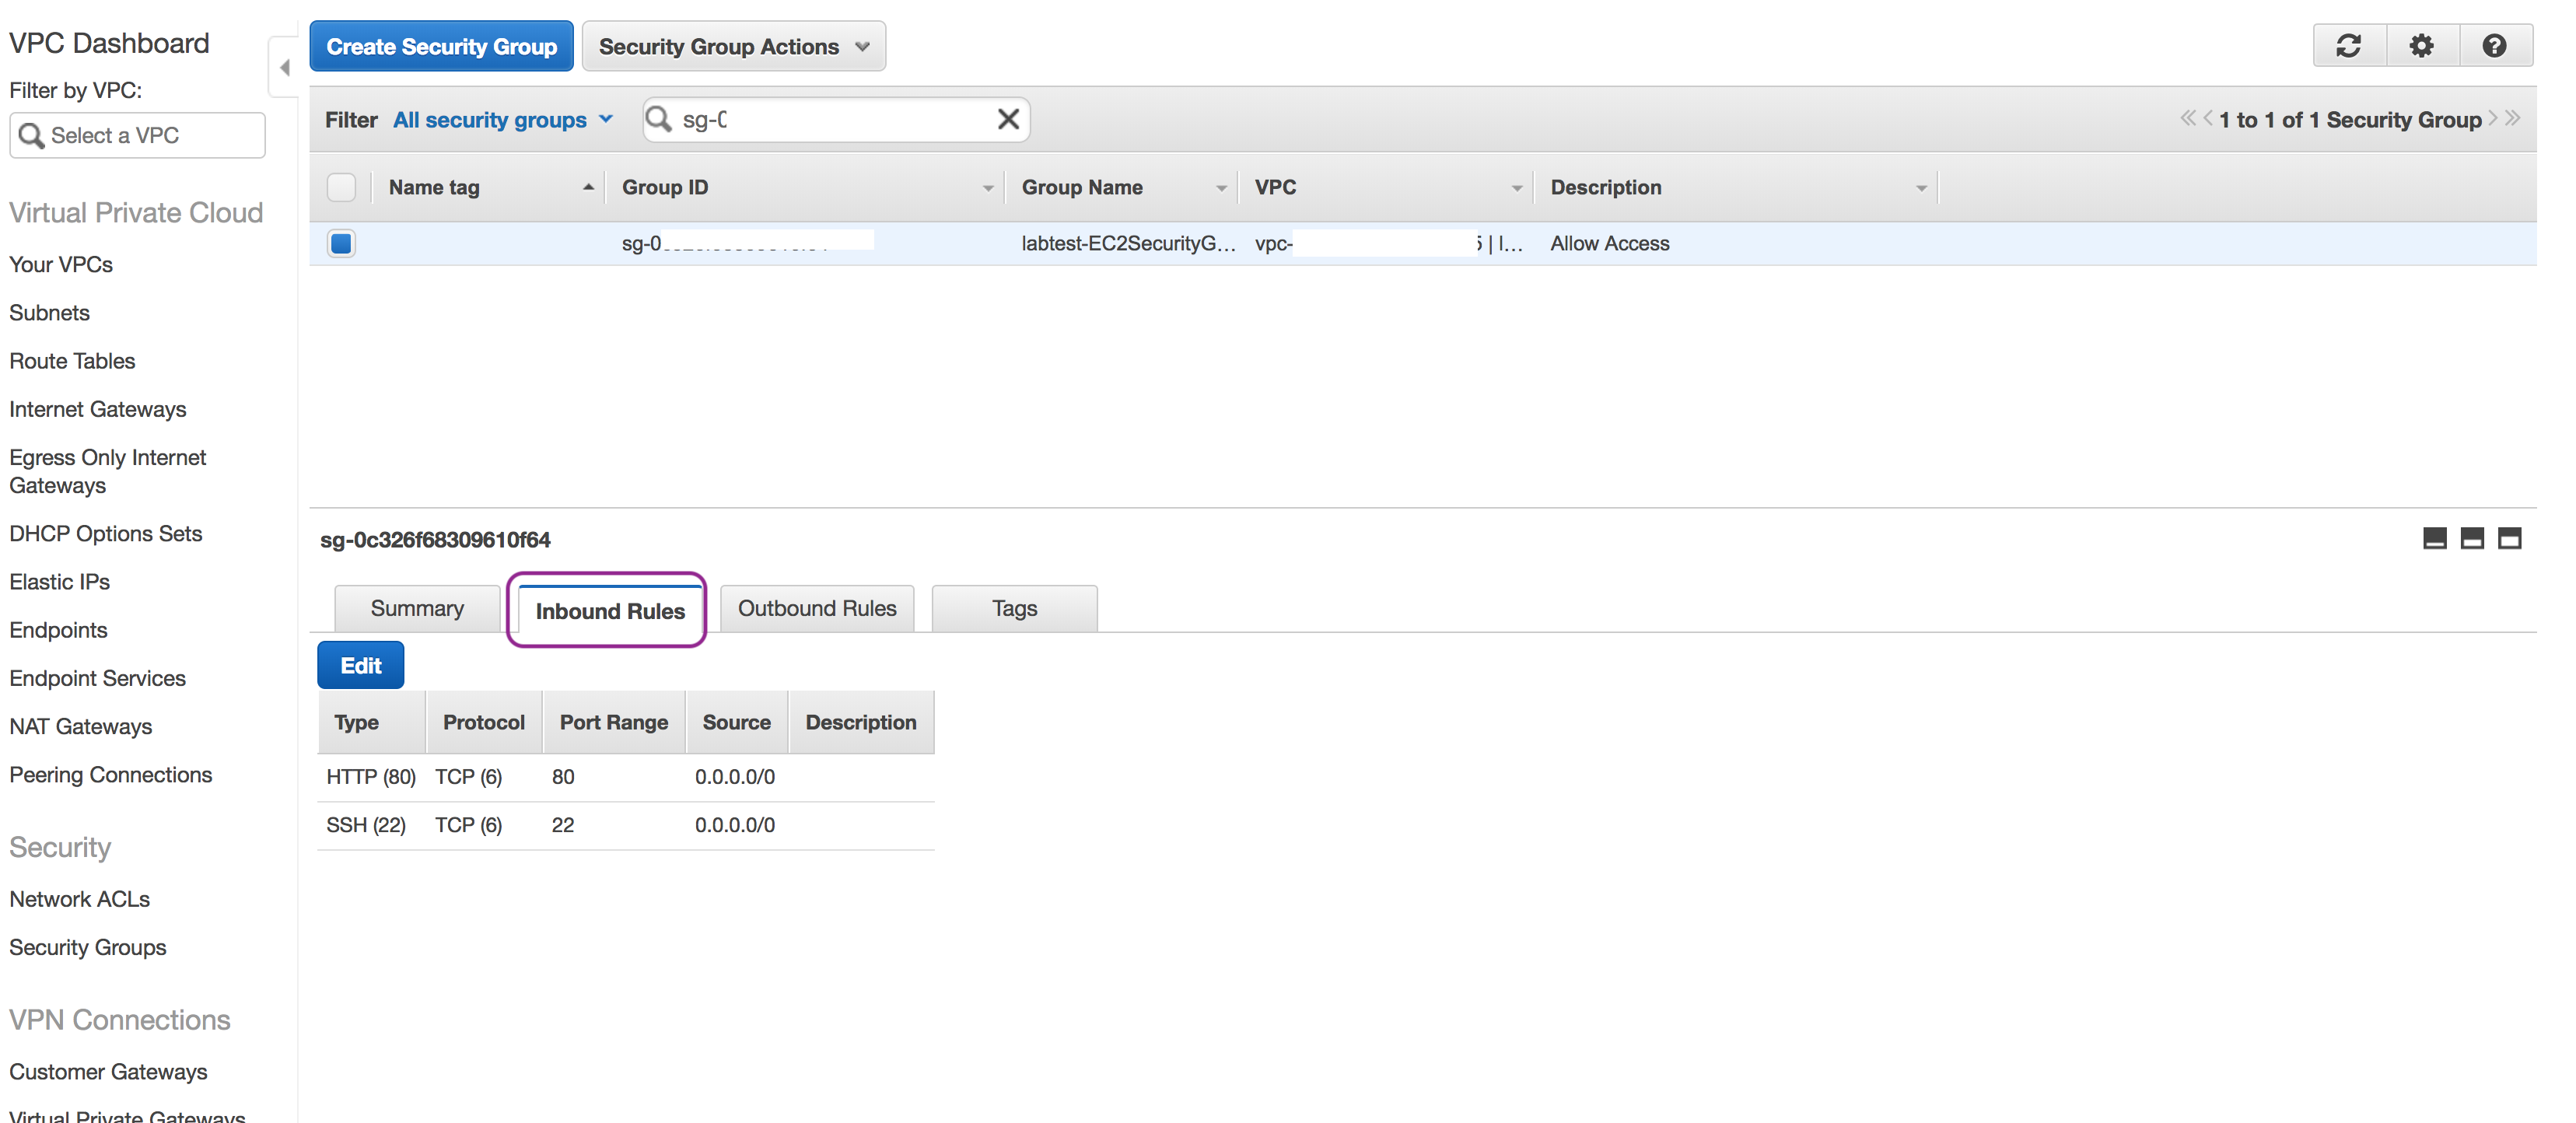 VPC Dashboard
Filter by VPC:
Select a VPC
Virtual Private Cloud
Your VPCs
Subnets
Route Tables
Internet Gateways
Egress Only Internet
Gateways
DHCP Options Sets
Elastic IPs
Endpoints
Endpoint Services
NAT Gateways
Peering Connections
Security
Network ACLs
Security Groups
VPN Connections
Customer Gateways
Virtual Private Gateways
Create Security Group Security Group Actions
Filter All security groups sg-0 1 to 1 of 1 Security Group
Name tag Group ID Group Name VPC Description
sg-0 labtest-EC2SecurityG... vpc- 5 | l... Allow Access
sg-0c326f68309610f64
Summary Inbound Rules Outbound Rules Tags
Edit
Type Protocol Port Range Source Description
HTTP (80) TCP (6) 80 0.0.0.0/0
SSH (22) TCP (6) 22 0.0.0.0/0